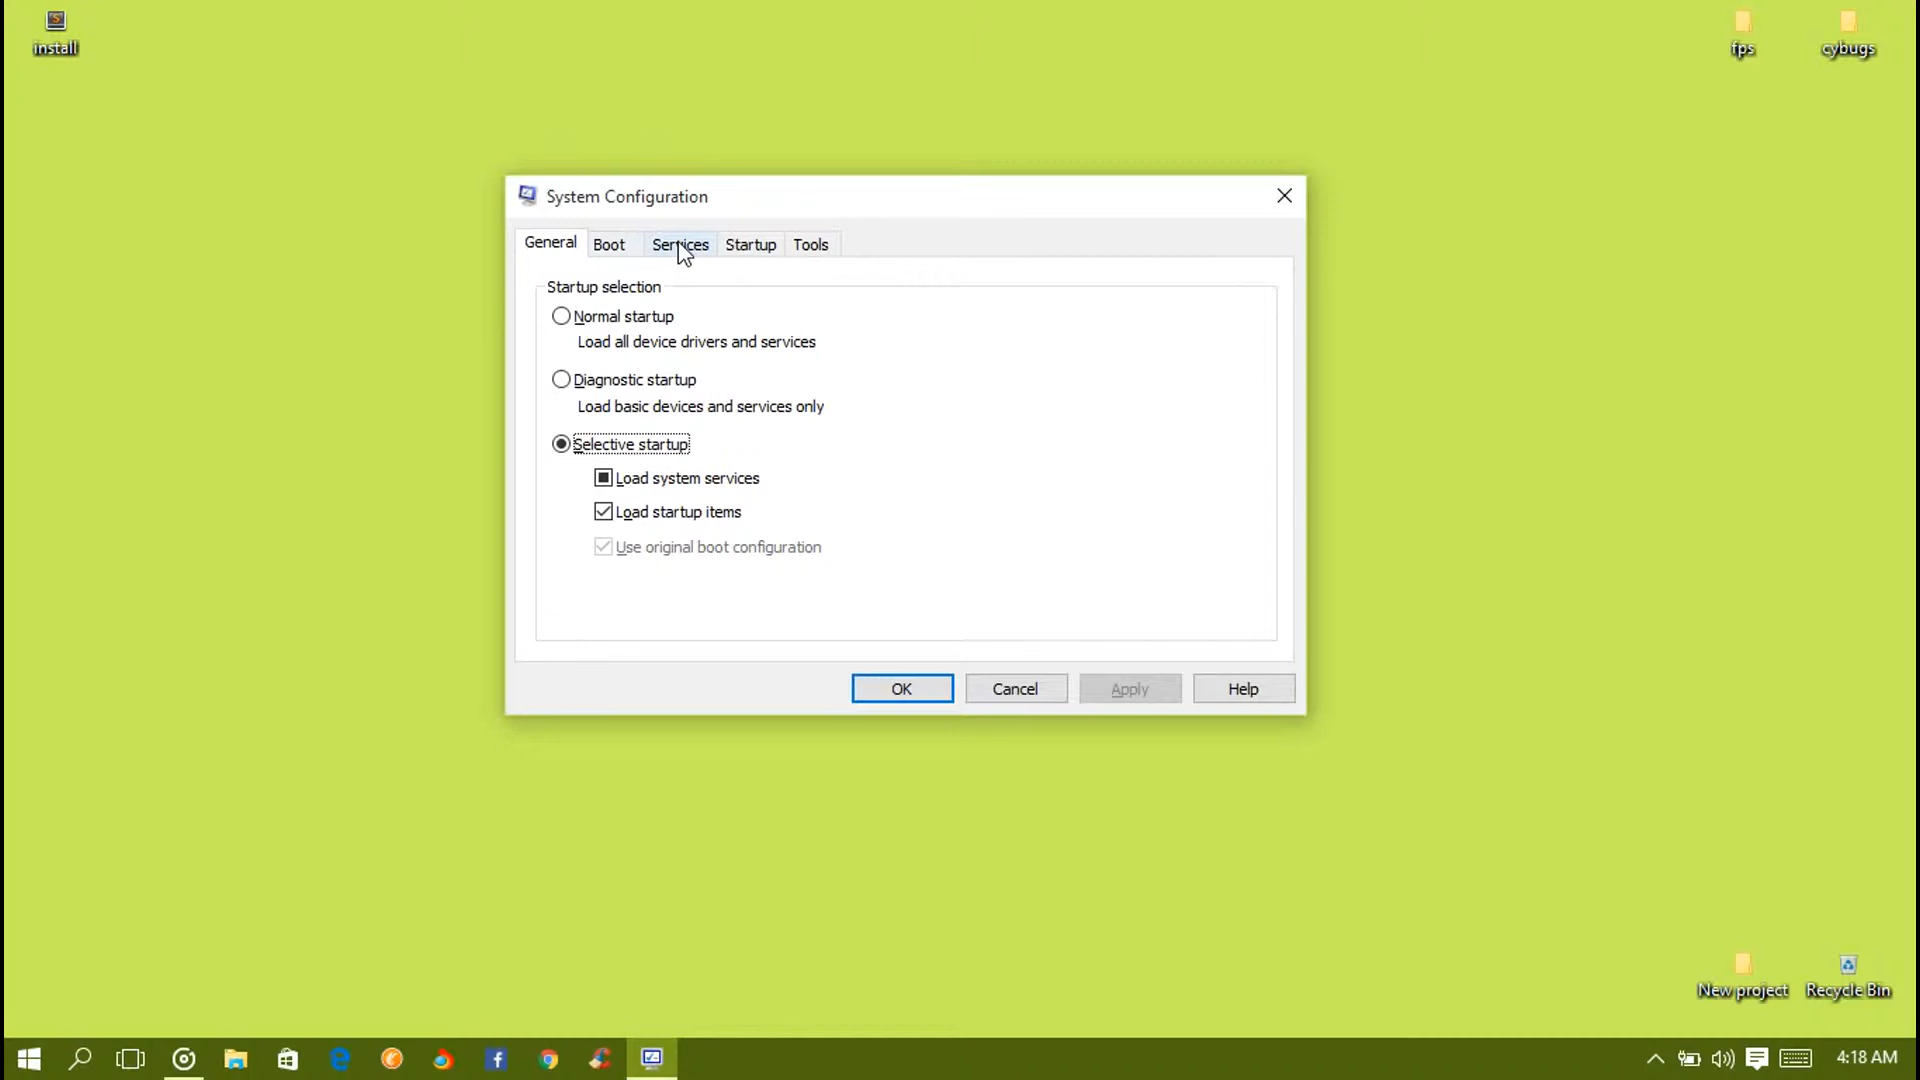 install
fps
cybugs
System Configuration
General
Boot
Services
Startup
Tools
Startup selection
Normal startup
Load all device drivers and services
Diagnostic startup
Load basic devices and services only
Selective startup
Load system services
Load startup items
Use original boot configuration
OK
Cancel
Apply
Help
New project
Recycle Bin
4:18 AM